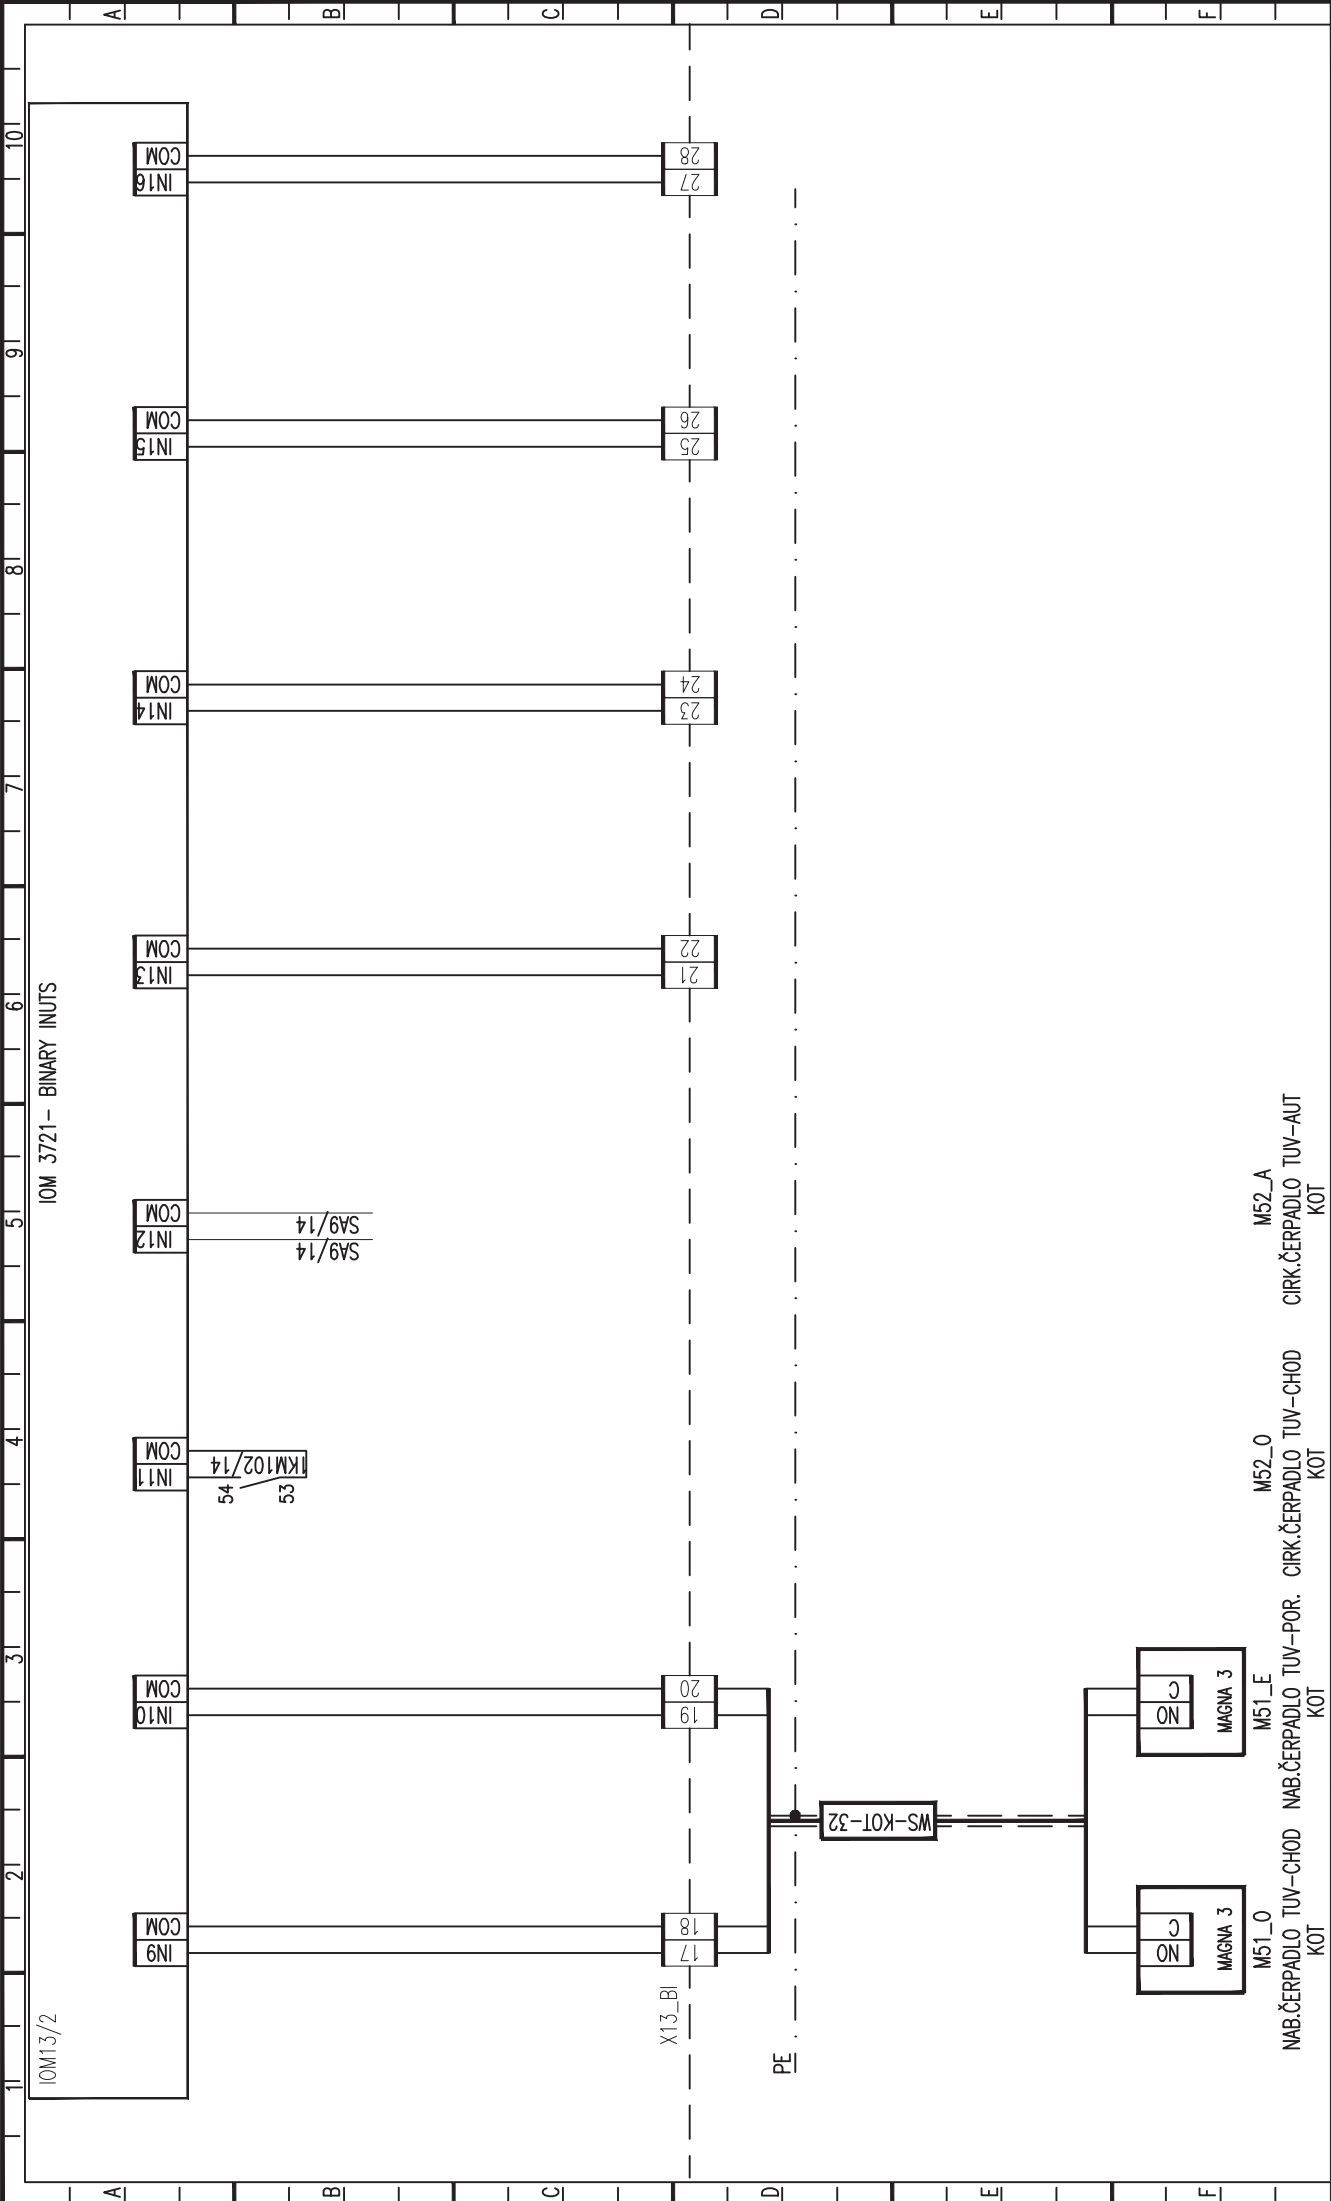 1 2 3 4 5 6 7 8 9 10
A A
B B
C C
D D
E E
F F
IOM13/2
IOM 3721- BINARY INUTS
IN9 COM
IN10 COM
IN11 COM
IN12 COM
IN13 COM
IN14 COM
IN15 COM
IN16 COM
54
53
1KM102/14
SA9/14
SA9/14
X13_BI
17 18
19 20
21 22
23 24
25 26
27 28
PE
WS-KOT-32
NO C
MAGNA 3
NO C
MAGNA 3
M51_O
NAB.ČERPADLO TUV-CHOD
KOT
M51_E
NAB.ČERPADLO TUV-POR.
KOT
M52_O
CIRK.ČERPADLO TUV-CHOD
KOT
M52_A
CIRK.ČERPADLO TUV-AUT
KOT